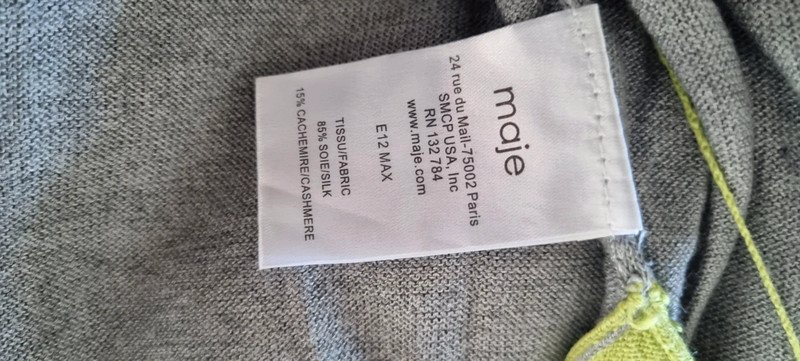 maje
24 rue du Mail-75002 Paris
SMCP USA, Inc
RN 132 784
www.maje.com
E12 MAX
TISSU/FABRIC
85% SOIE/SILK
15% CACHEMIRE/CASHMERE